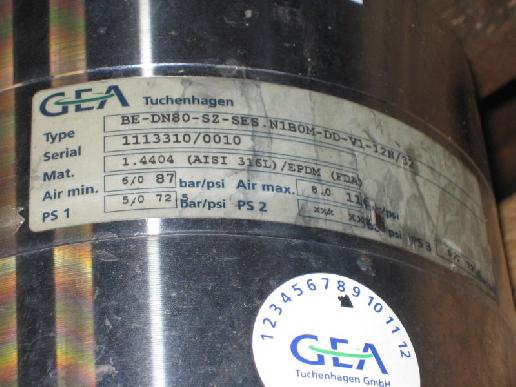 GEA Tuchenhagen
Type BE-DN80-SZ-SES.N1BOM-DD-V1-12N/32
Serial 1113310/0010
Mat. 1.4404 (AISI 316L)/EPDM (FDA)
Air min. 6,0 87 bar/psi Air max. 8,0
PS 1 5,0 72 bar/psi PS 2
1 2 3 4 5 6 7 8 9 10 11 12
GEA
Tuchenhagen GmbH